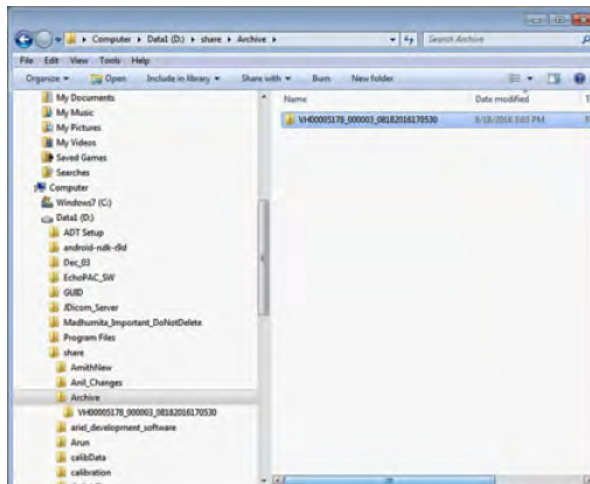 Computer ▸ Data1 (D:) ▸ share ▸ Archive ▸
Search Archive
File Edit View Tools Help
Organize Open Include in library Share with Burn New folder
My Documents
My Music
My Pictures
My Videos
Saved Games
Searches
Computer
Windows7 (C:)
Data1 (D:)
ADT Setup
android-ndk-r9d
Dec_03
EchoPAC_SW
GUID
JDicom_Server
Madhumita_Important_DoNotDelete
Program Files
share
AmithNew
Anil_Changes
Archive
VH00005178_000003_08182016170530
ariel_development_software
Arun
calibData
calibration
Name Date modified
VH00005178_000003_08182016170530 8/18/2016 3:03 PM